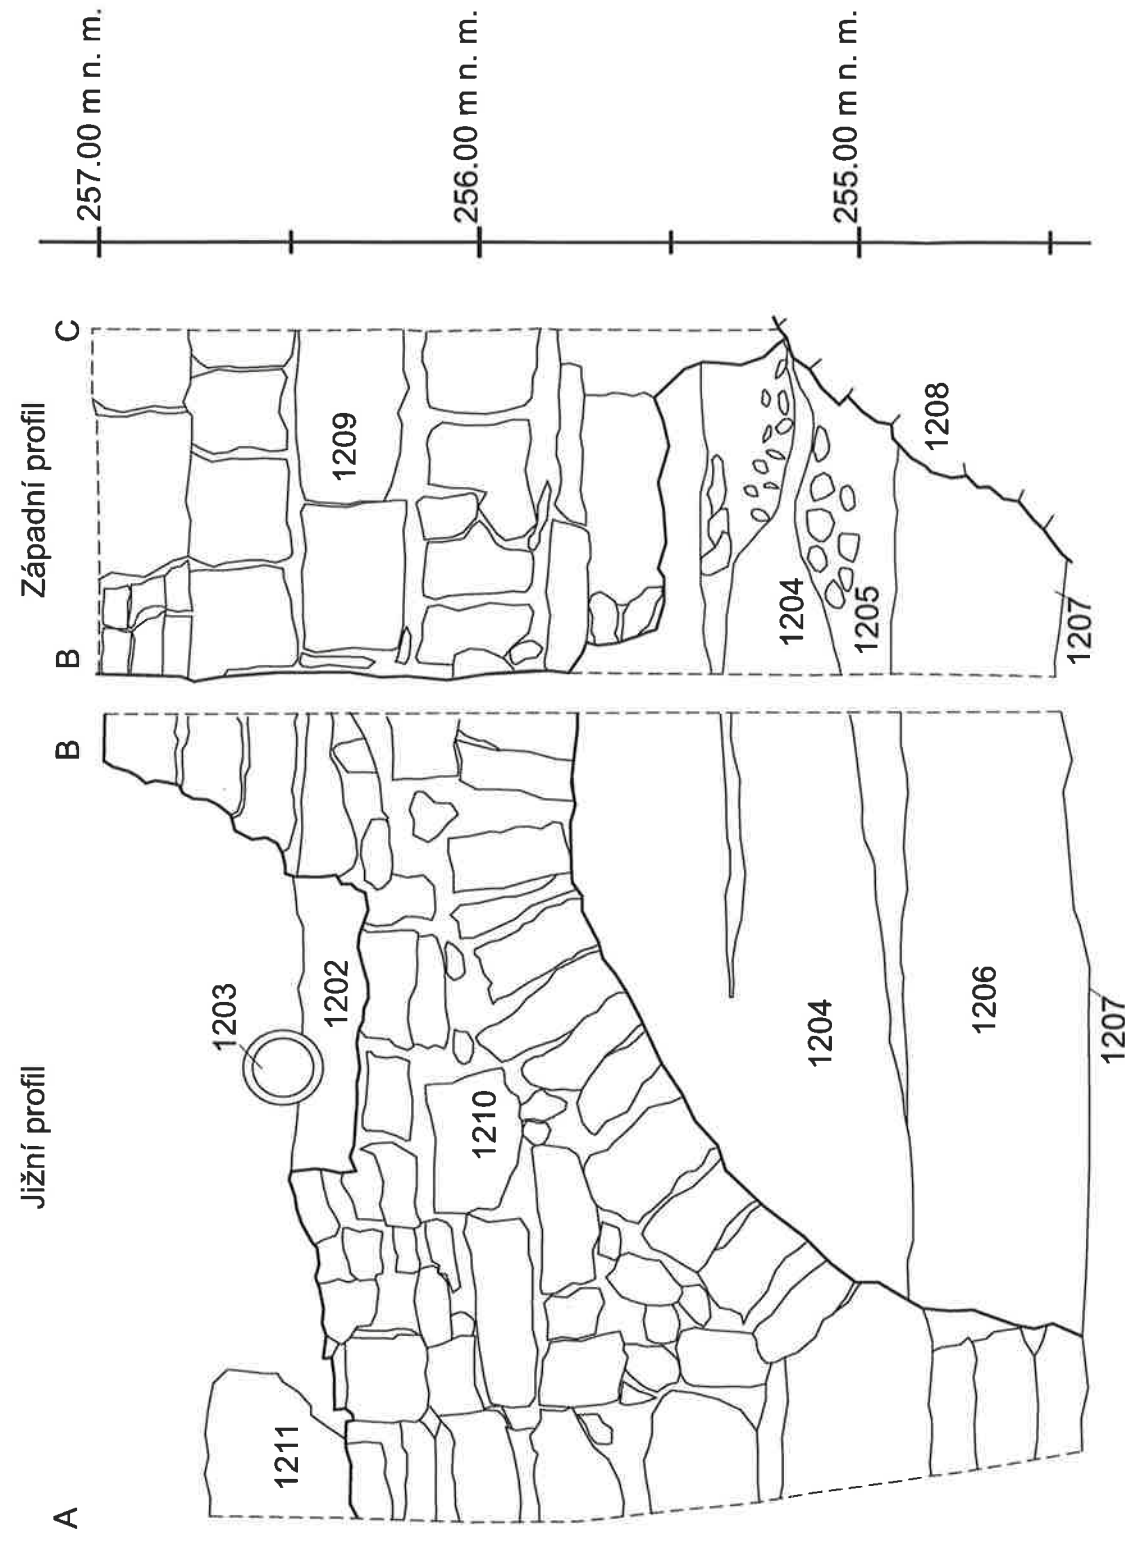 Jižní profil
Západní profil
A
B
B
C
257.00 m n. m.
256.00 m n. m.
255.00 m n. m.
1211
1203
1202
1210
1204
1206
1207
1209
1204
1205
1208
1207